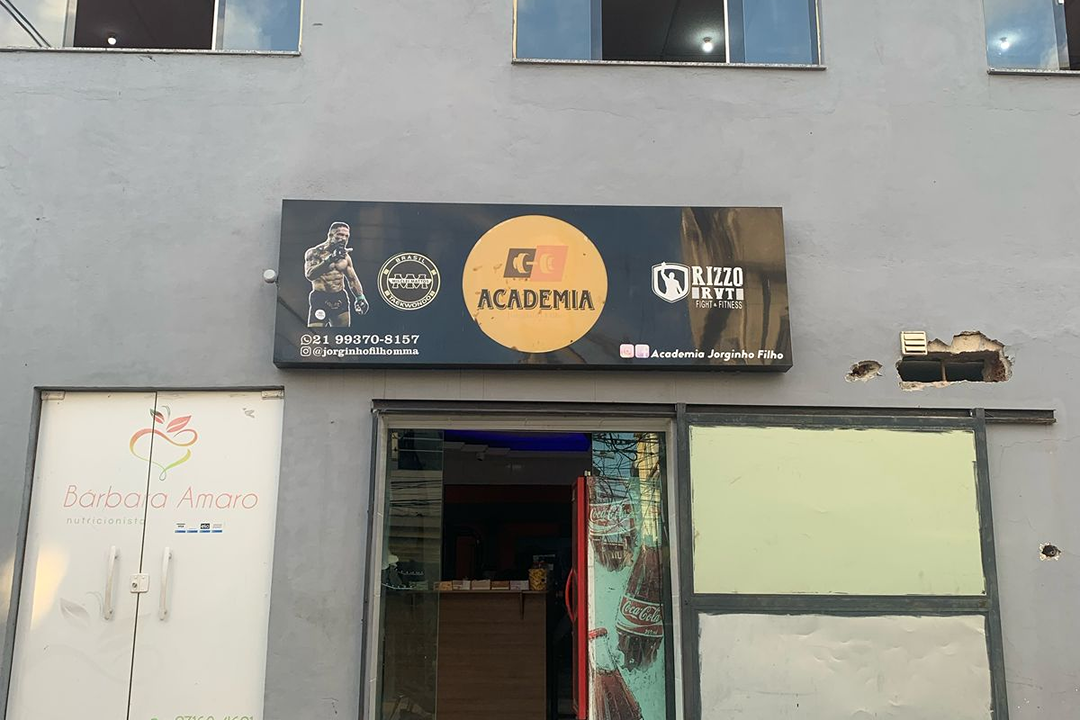 BRASIL
TAEKWONDO
ACADEMIA
RIZZO
RVT
FIGHT & FITNESS
21 99370-8157
@jorginhofilhomma
Academia Jorginho Filho
Bárbara Amaro
nutricionista
Coca-Cola
Coca-Cola